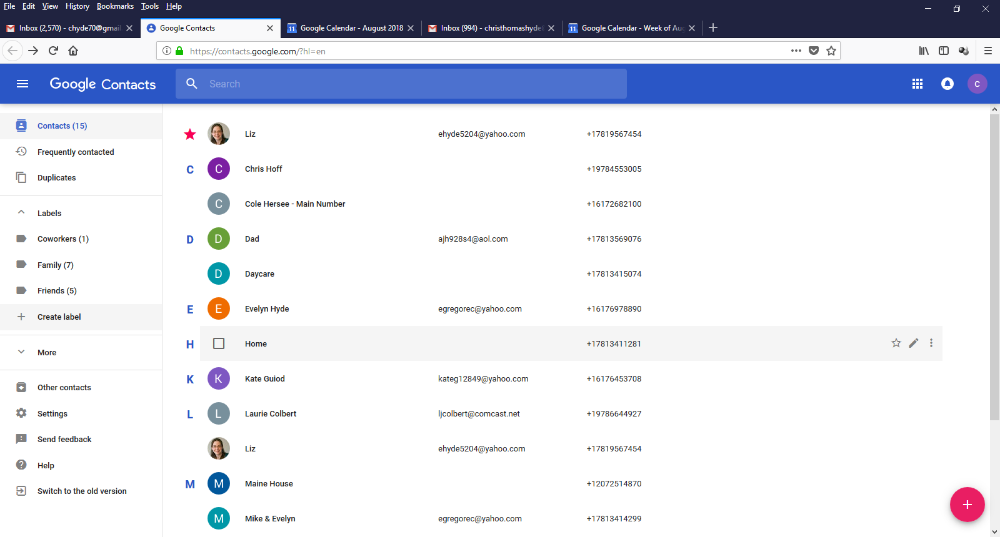 File Edit View History Bookmarks Tools Help
Inbox (2,570) - chyde70@gmail
Google Contacts
Google Calendar - August 2018
Inbox (994) - christhomashyde
Google Calendar - Week of Aug
https://contacts.google.com/?hl=en
Google Contacts
Search
C
Contacts (15)
Frequently contacted
Duplicates
Labels
Coworkers (1)
Family (7)
Friends (5)
Create label
More
Other contacts
Settings
Send feedback
Help
Switch to the old version
Liz ehyde5204@yahoo.com +17819567454
C C Chris Hoff +19784553005
C Cole Hersee - Main Number +16172682100
D D Dad ajh928s4@aol.com +17813569076
D Daycare +17813415074
E E Evelyn Hyde egregorec@yahoo.com +16176978890
H Home +17813411281
K K Kate Guiod kateg12849@yahoo.com +16176453708
L L Laurie Colbert ljcolbert@comcast.net +19786644927
Liz ehyde5204@yahoo.com +17819567454
M M Maine House +12072514870
M Mike & Evelyn egregorec@yahoo.com +17813414299